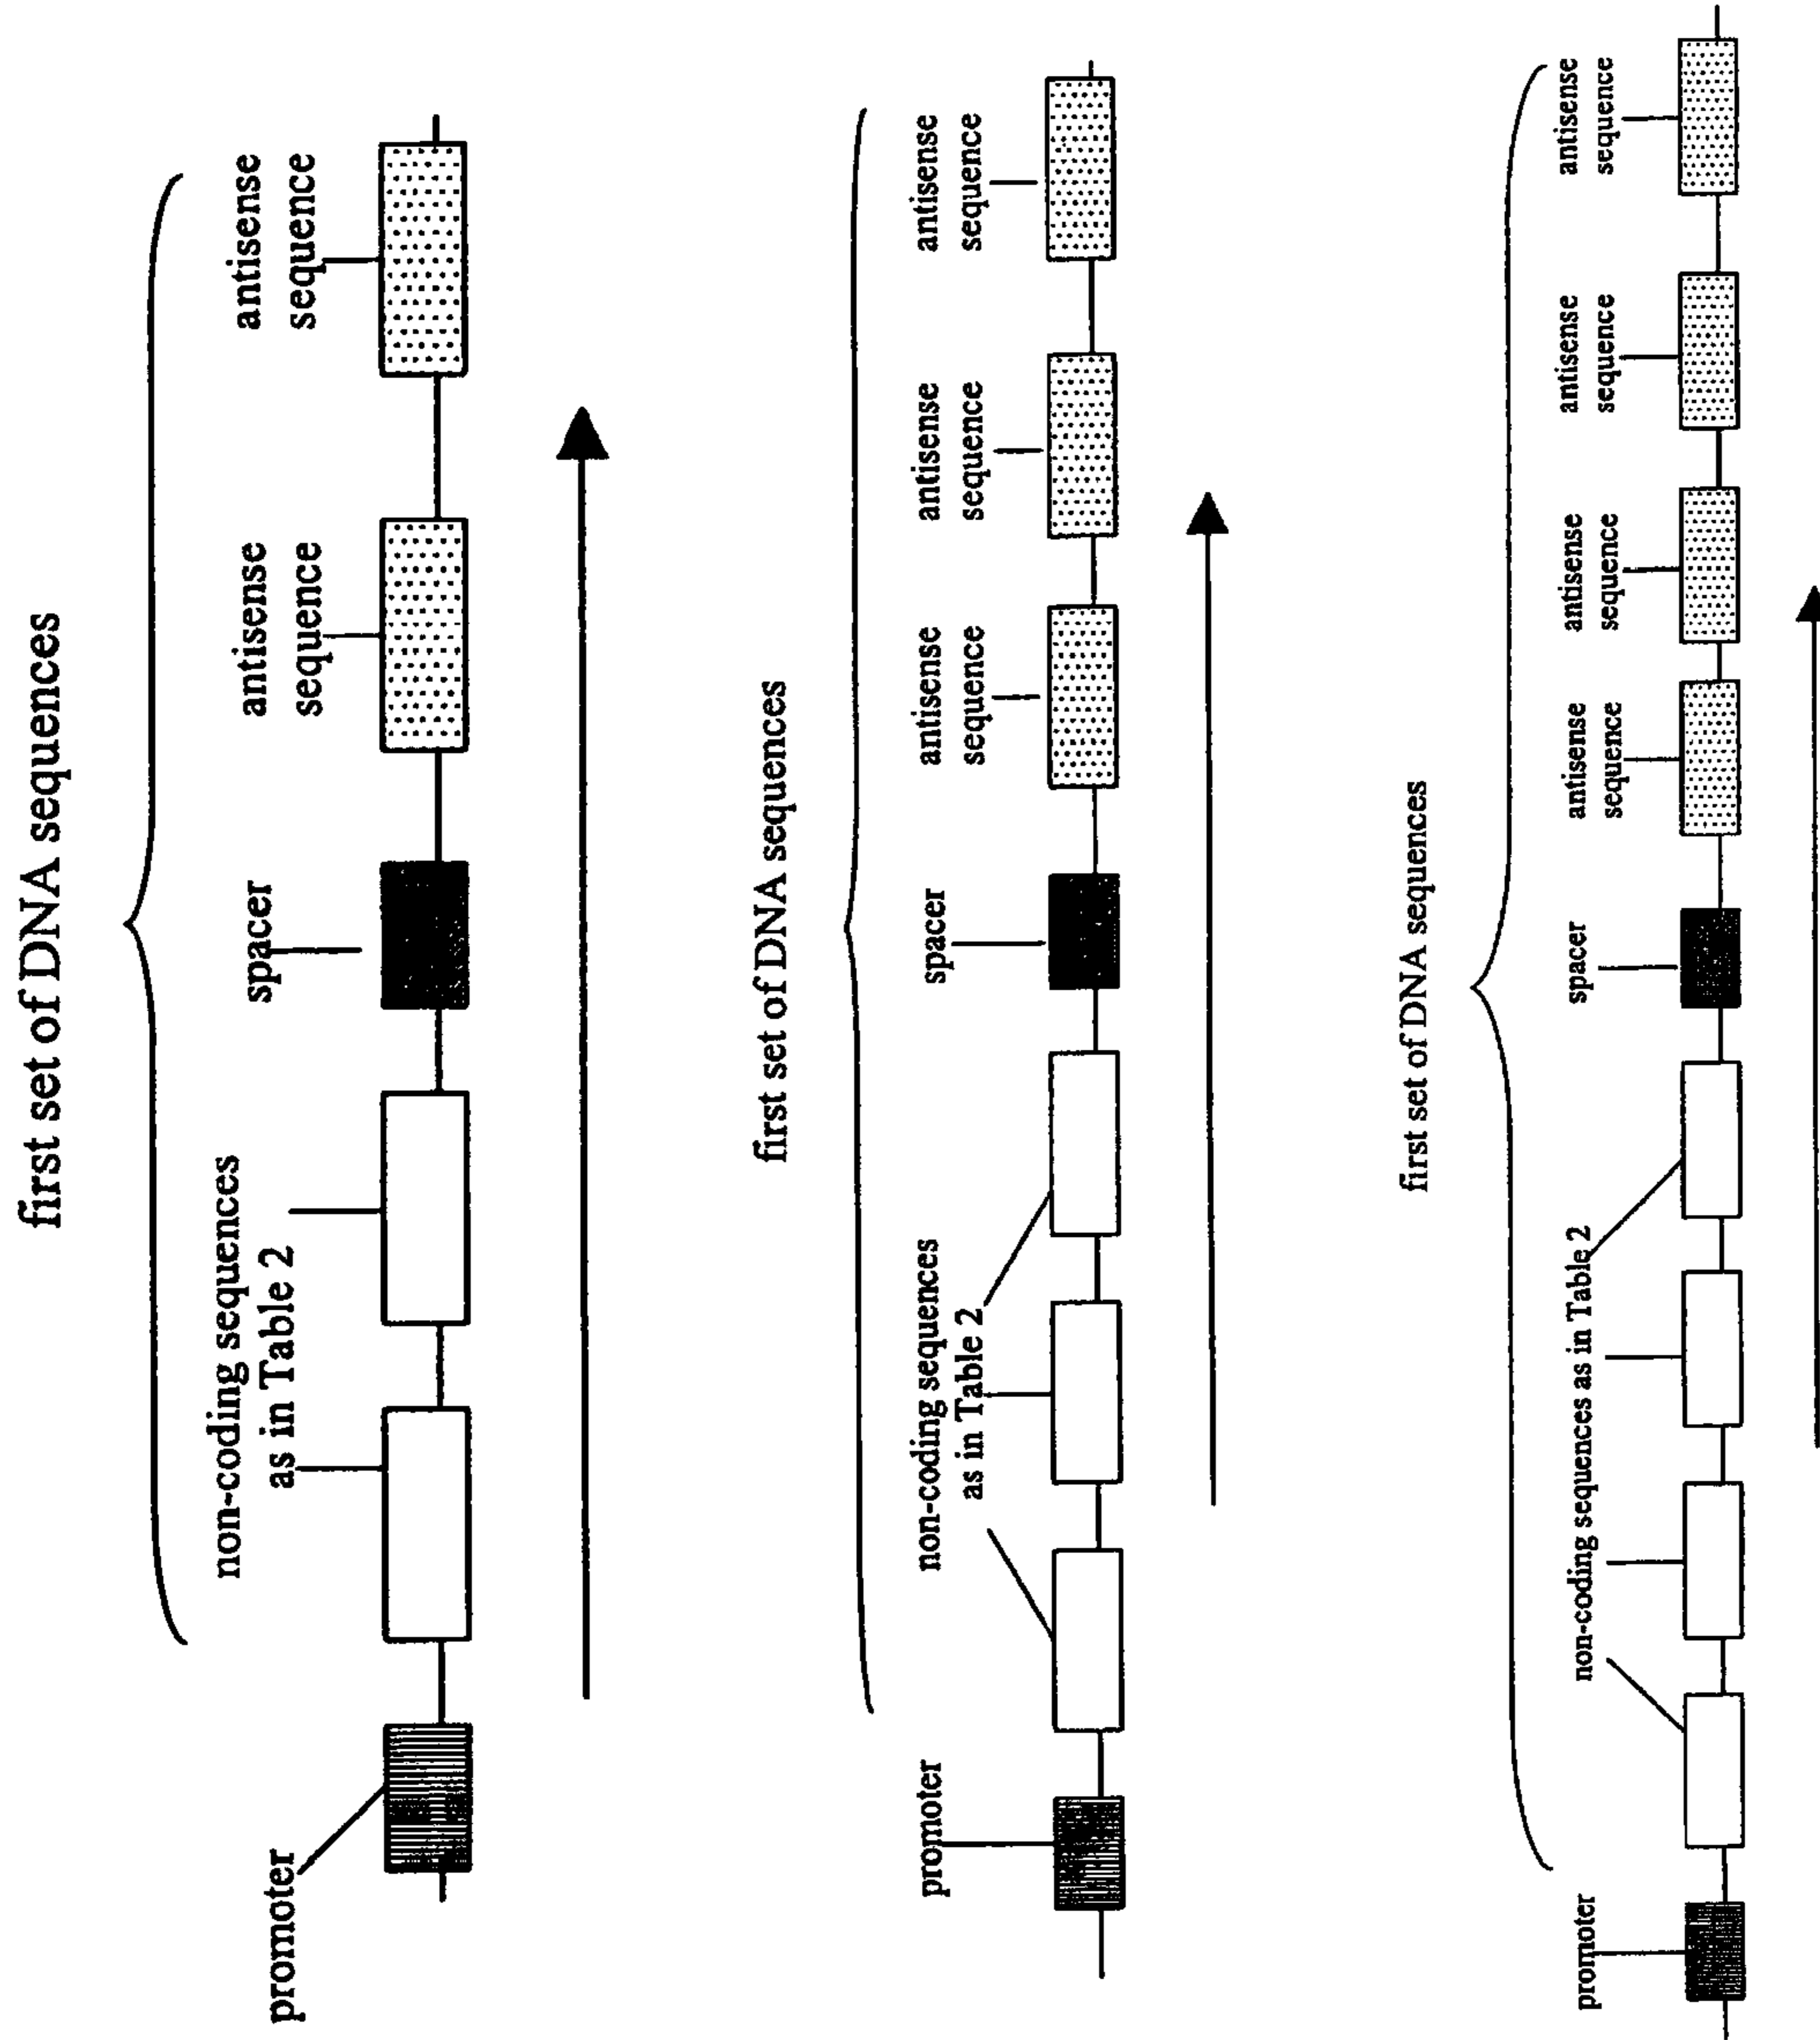 first set of DNA sequences
promoter
non-coding sequences
as in Table 2
spacer
antisense
sequence
antisense
sequence
first set of DNA sequences
promoter
non-coding sequences
as in Table 2
spacer
antisense
sequence
antisense
sequence
antisense
sequence
first set of DNA sequences
promoter
non-coding sequences as in Table 2
spacer
antisense
sequence
antisense
sequence
antisense
sequence
antisense
sequence